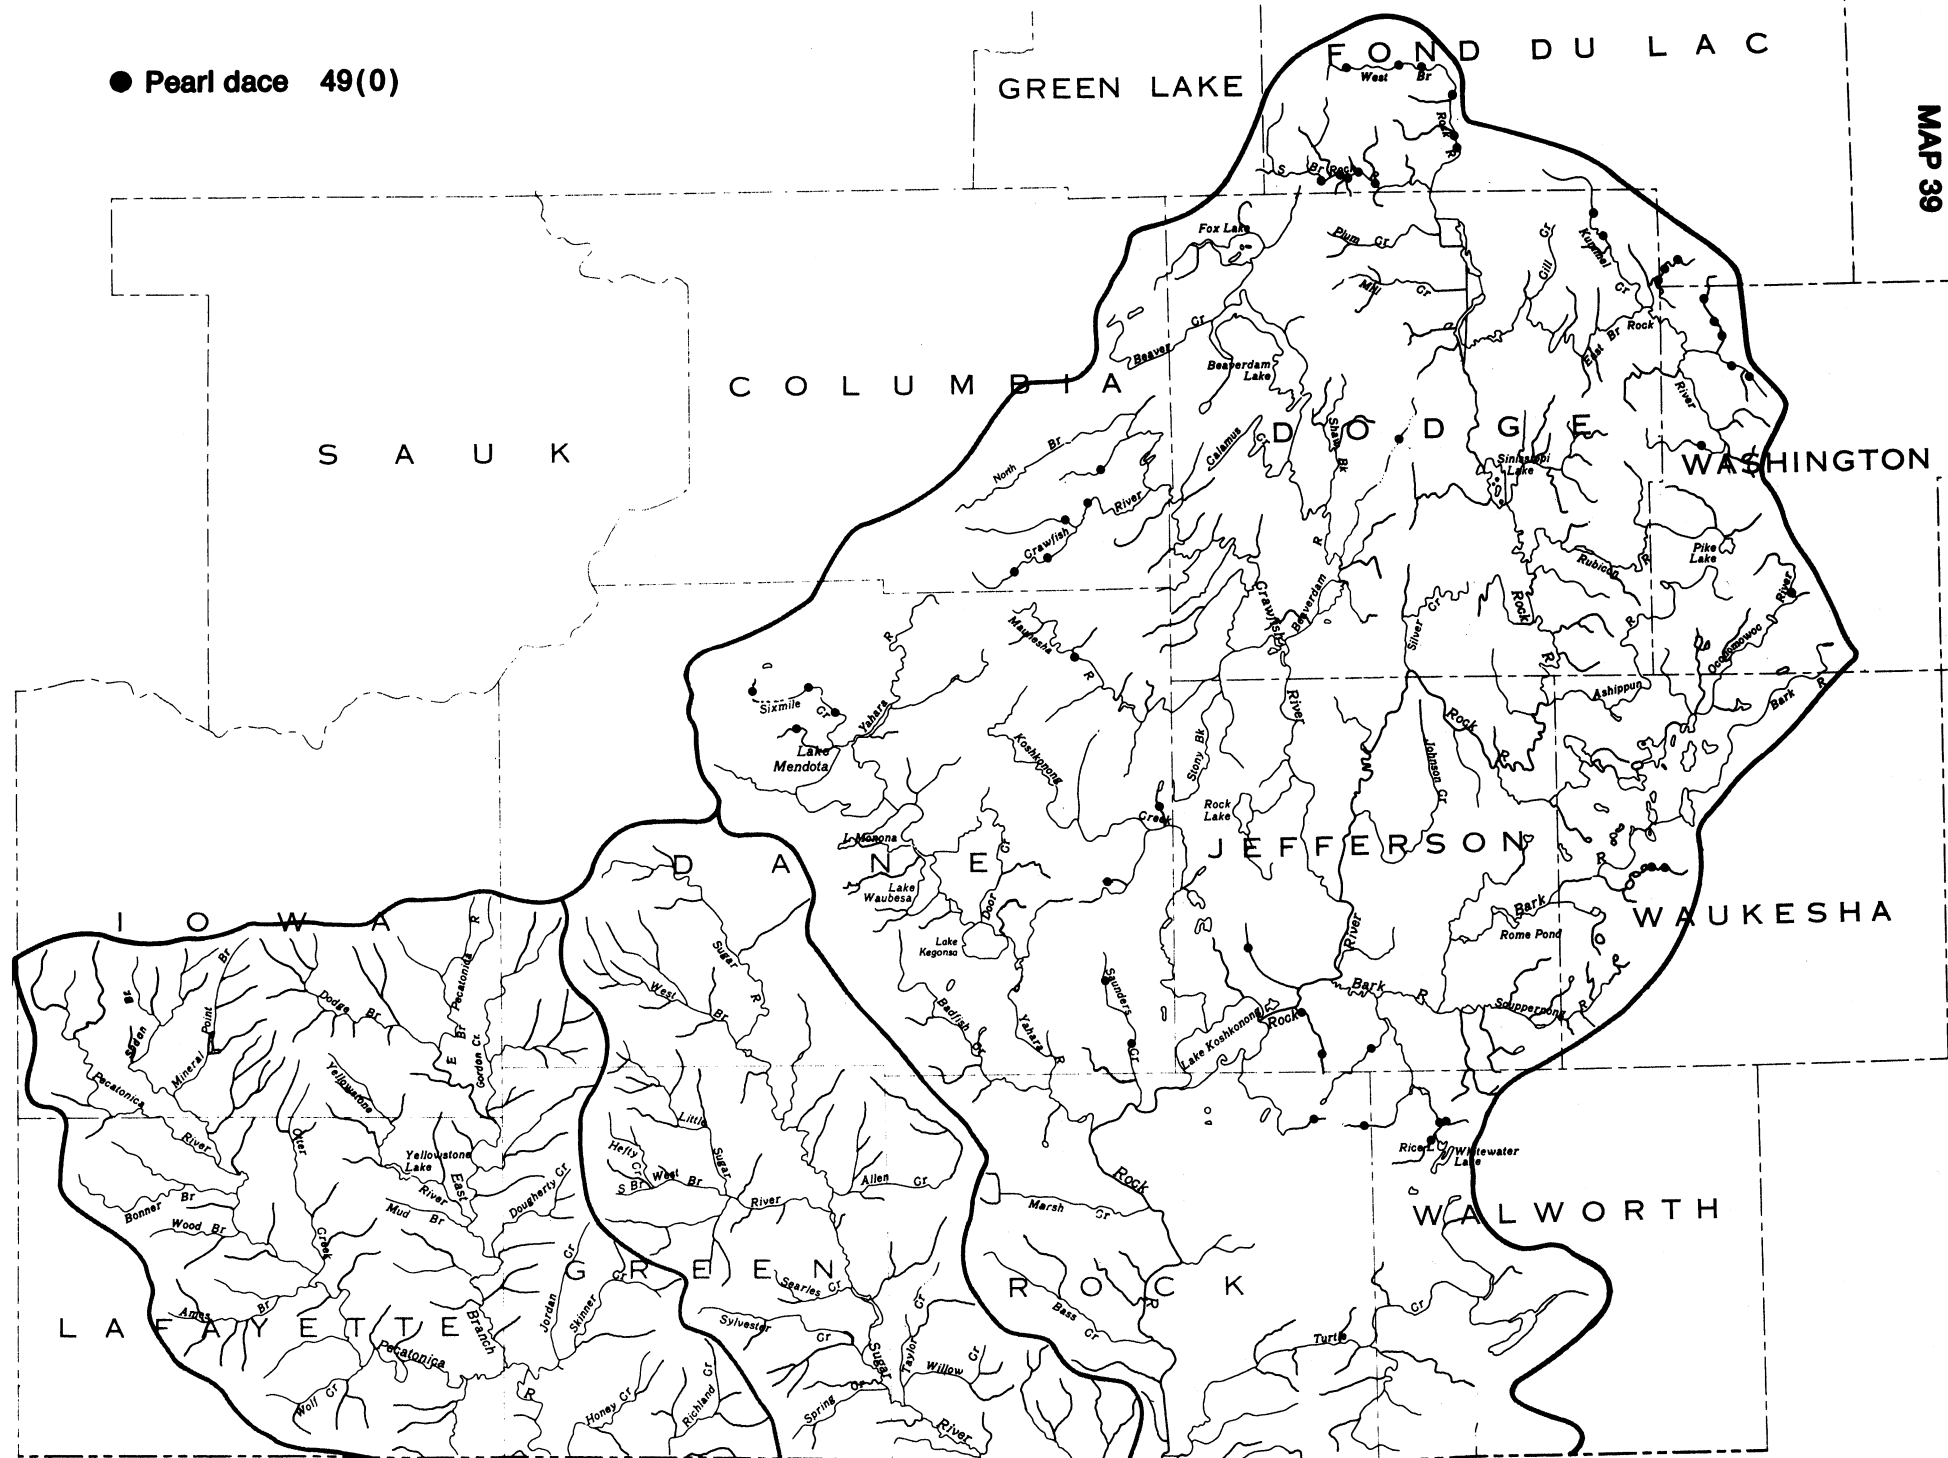 ● Pearl dace 49(0)
MAP 39
FOND DU LAC
GREEN LAKE
West Br
Rock R
S Br Rock R
Fox Lake
Plum Cr
Mill Cr
Gill Cr
Kummel Cr
East Br Rock
River
Beaver Cr
Beaverdam
Lake
COLUMBIA
SAUK
DODGE
WASHINGTON
North Br
Calamus Cr
Shaw Bk
Sinissippi
Lake
Crawfish River
Rubicon R
Pike
Lake
Crawfish
Beaverdam R
Silver Cr
Rock
R
R
Oconomowoc River
Maunesha R
Yahara R
Sixmile Cr
Lake
Mendota
Koshkonong
Creek
Stony Bk
River
Rock R
Johnson Cr
Ashippun
Bark R
Rock
Lake
L. Monona
Lake
Waubesa
Door Cr
Lake
Kegonsa
DANE
JEFFERSON
WAUKESHA
Bark R
Rome Pond
River
Bark R
Scuppernong R
IOWA
Sugar R
West Br
Badfish Cr
Yahara R
Saunders Cr
Lake Koshkonong
Rock
Pecatonica
E Br
R
Gordon Cr.
Dodge Br
Mineral Point Br
Pecatonica
River
Yellowstone
Yellowstone
Lake
River
Otter
Creek
East
Branch
Dougherty Cr
Mud Br
Bonner Br
Wood Br
Ames Br
LAFAYETTE
Pecatonica
R
Wolf Cr
Jordan Cr
Skinner Cr
Honey Cr
Richland Cr
Little
Sugar
River
Hefty Cr
S Br
West Br
Allen Cr
GREEN
Searles Cr
Sylvester Cr
Sugar
River
Taylor Cr
Willow Cr
Spring Cr
Rock
R
Marsh Cr
Bass Cr
ROCK
Turtle Cr
Rice L
Whitewater
Lake
WALWORTH